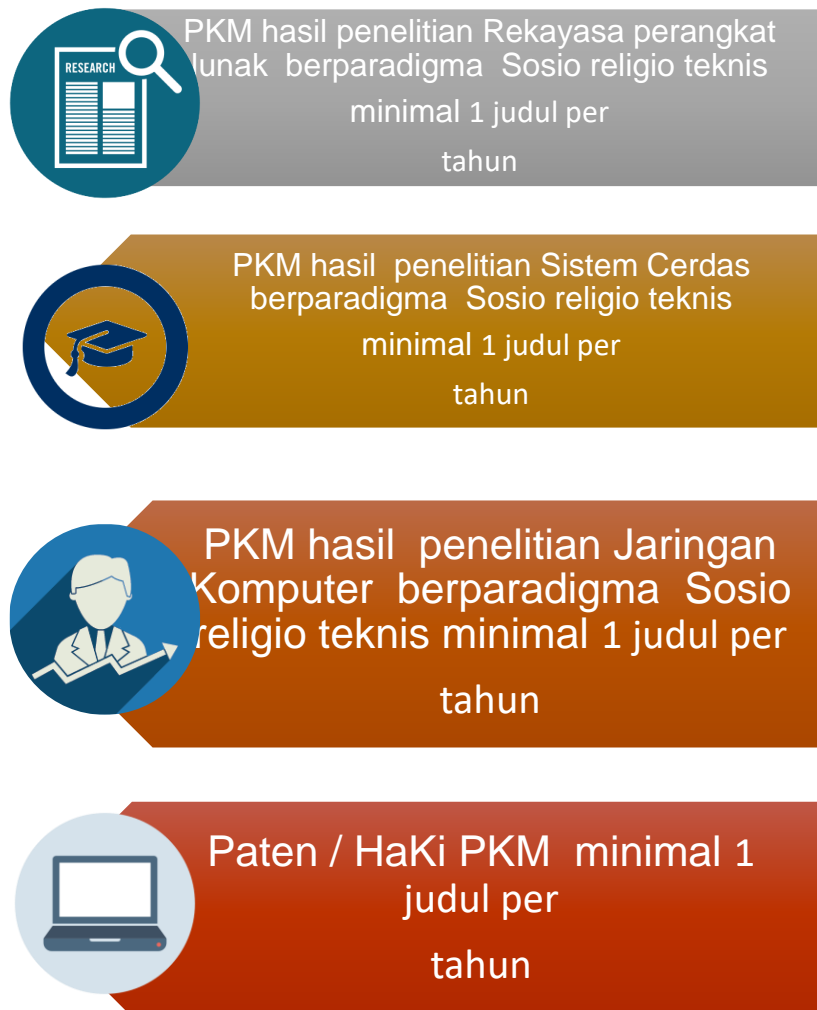 RESEARCH
PKM hasil penelitian Rekayasa perangkat
lunak berparadigma Sosio religio teknis
minimal 1 judul per
tahun
PKM hasil penelitian Sistem Cerdas
berparadigma Sosio religio teknis
minimal 1 judul per
tahun
PKM hasil penelitian Jaringan
Komputer berparadigma Sosio
religio teknis minimal 1 judul per
tahun
Paten / HaKi PKM minimal 1
judul per
tahun